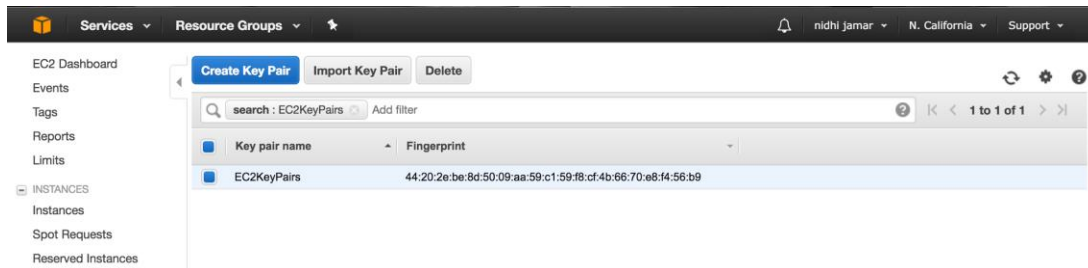 Services Resource Groups nidhi jamar N. California Support
EC2 Dashboard
Events
Tags
Reports
Limits
INSTANCES
Instances
Spot Requests
Reserved Instances
Create Key Pair Import Key Pair Delete
search : EC2KeyPairs Add filter 1 to 1 of 1
Key pair name Fingerprint
EC2KeyPairs 44:20:2e:be:8d:50:09:aa:59:c1:59:f8:cf:4b:66:70:e8:f4:56:b9